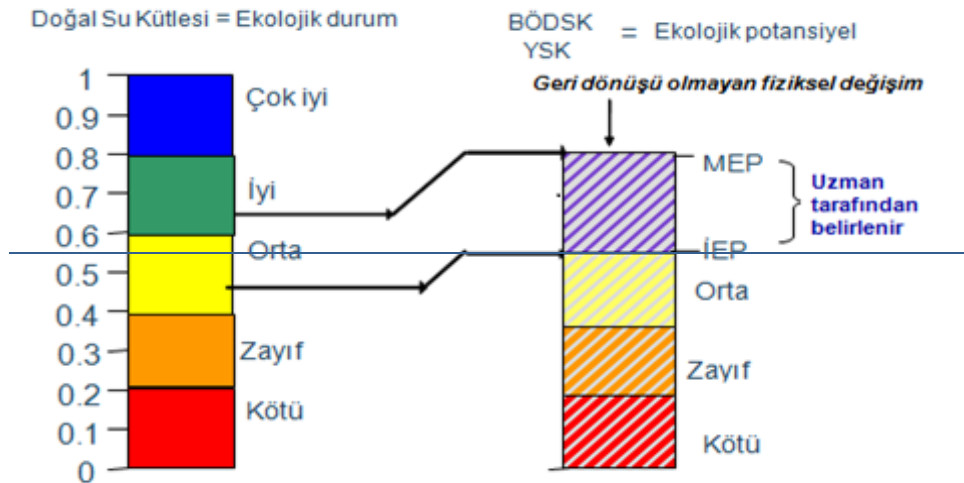 Doğal Su Kütlesi = Ekolojik durum
BÖDSK
YSK
= Ekolojik potansiyel
Geri dönüşü olmayan fiziksel değişim
1
0.9
0.8
0.7
0.6
0.5
0.4
0.3
0.2
0.1
0
Çok iyi
İyi
Orta
Zayıf
Kötü
MEP
Uzman
tarafından
belirlenir
İEP
Orta
Zayıf
Kötü